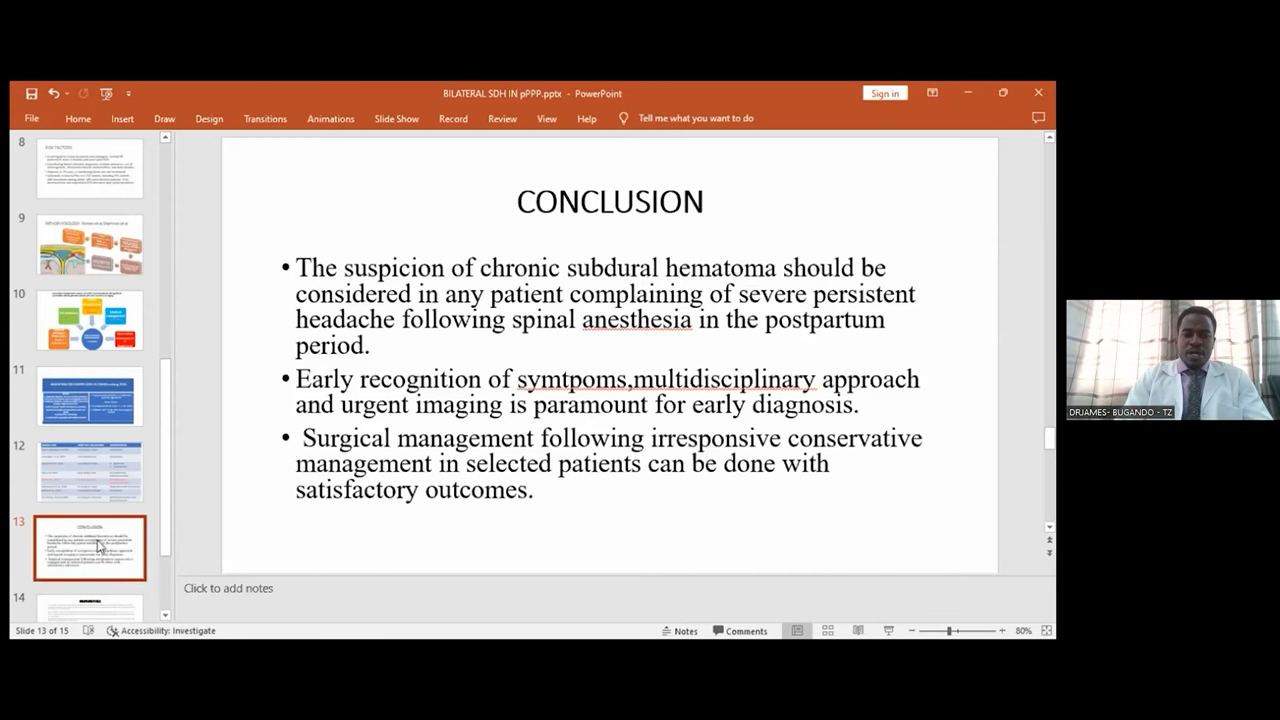 BILATERAL SDH IN pPPP.pptx - PowerPoint
Sign in
File Home Insert Draw Design Transitions Animations Slide Show Record Review View Help Tell me what you want to do
8
RISK FACTORS
9
10
11
12
13
CONCLUSION
14
CONCLUSION
• The suspicion of chronic subdural hematoma should be
considered in any patient complaining of severe persistent
headache following spinal anesthesia in the postpartum
period.
• Early recognition of symtpoms,multidisciplinary approach
and urgent imaging is paramount for early diagnosis.
• Surgical management following irresponsive conservative
management in selected patients can be done with
satisfactory outcomes.
DRJAMES- BUGANDO - TZ
Click to add notes
Slide 13 of 15 Accessibility: Investigate Notes Comments 80%